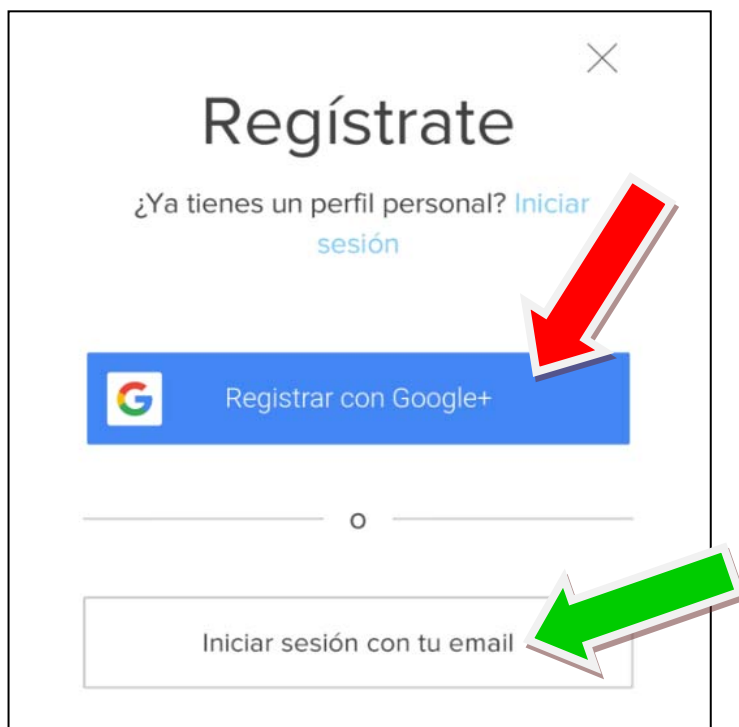 Regístrate
¿Ya tienes un perfil personal? Iniciar
sesión
Registrar con Google+
o
Iniciar sesión con tu email